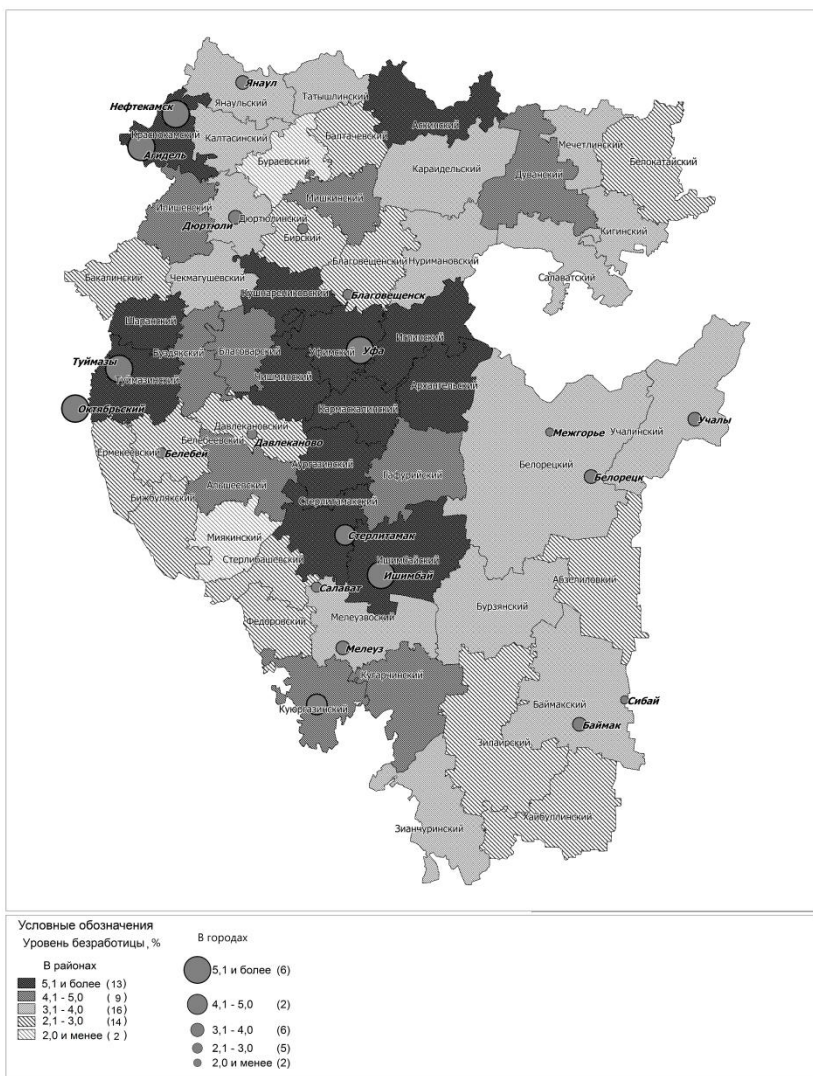 Янаул
Янаульский
Татышлинский
Нефтекамск
Краснокамский
Калтасинский
Балтачевский
Аскинский
Агидель
Бураевский
Караидельский
Мечетлинский
Белокатайский
Дуванский
Мишкинский
Илишевский
Дюртюли
Дюртюлинский
Бирский
Кигинский
Бакалинский
Чекмагушевский
Благовещенский
Нуримановский
Салаватский
Кушнаренковский
Благовещенск
Шаранский
Буздякский
Благоварский
Уфимский
Уфа
Иглинский
Туймазы
Туймазинский
Чишмивский
Архангельский
Октябрьский
Кармаскалинский
Давлекановский
Ермекеевский
Белебеевский
Давлеканово
Белебей
Межгорье
Учалинский
Учалы
Аургазинский
Гафурийский
Белорецкий
Белорецк
Бижбулякский
Альшеевский
Стерлитамакский
Миякинский
Стерлитамак
Стерлибашевский
Ишимбайский
Ишимбай
Салават
Авзелиловкий
Бурзянский
Федоровский
Мелеузвоский
Мелеуз
Кугарчинский
Куюргазинский
Баймакский
Сибай
Баймак
Зилаирский
Хайбуллинский
Зианчуринский
Условные обозначения
Уровень безработицы, %
В районах
5,1 и более (13)
4,1 - 5,0 (9)
3,1 - 4,0 (16)
2,1 - 3,0 (14)
2,0 и менее (2)
В городах
5,1 и более (6)
4,1 - 5,0 (2)
3,1 - 4,0 (6)
2,1 - 3,0 (5)
2,0 и менее (2)